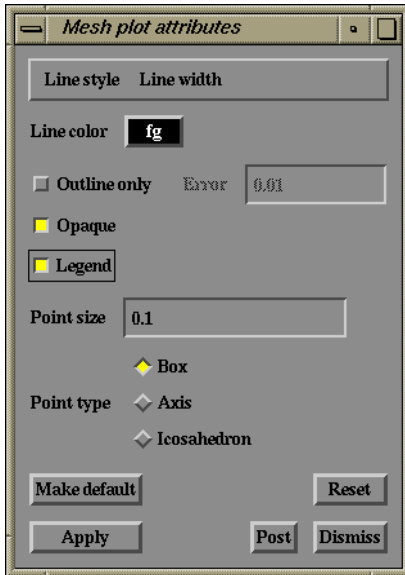 Mesh plot attributes
Line style Line width
Line color fg
Outline only Error 0.01
Opaque
Legend
Point size 0.1
Box
Point type Axis
Icosahedron
Make default Reset
Apply Post Dismiss